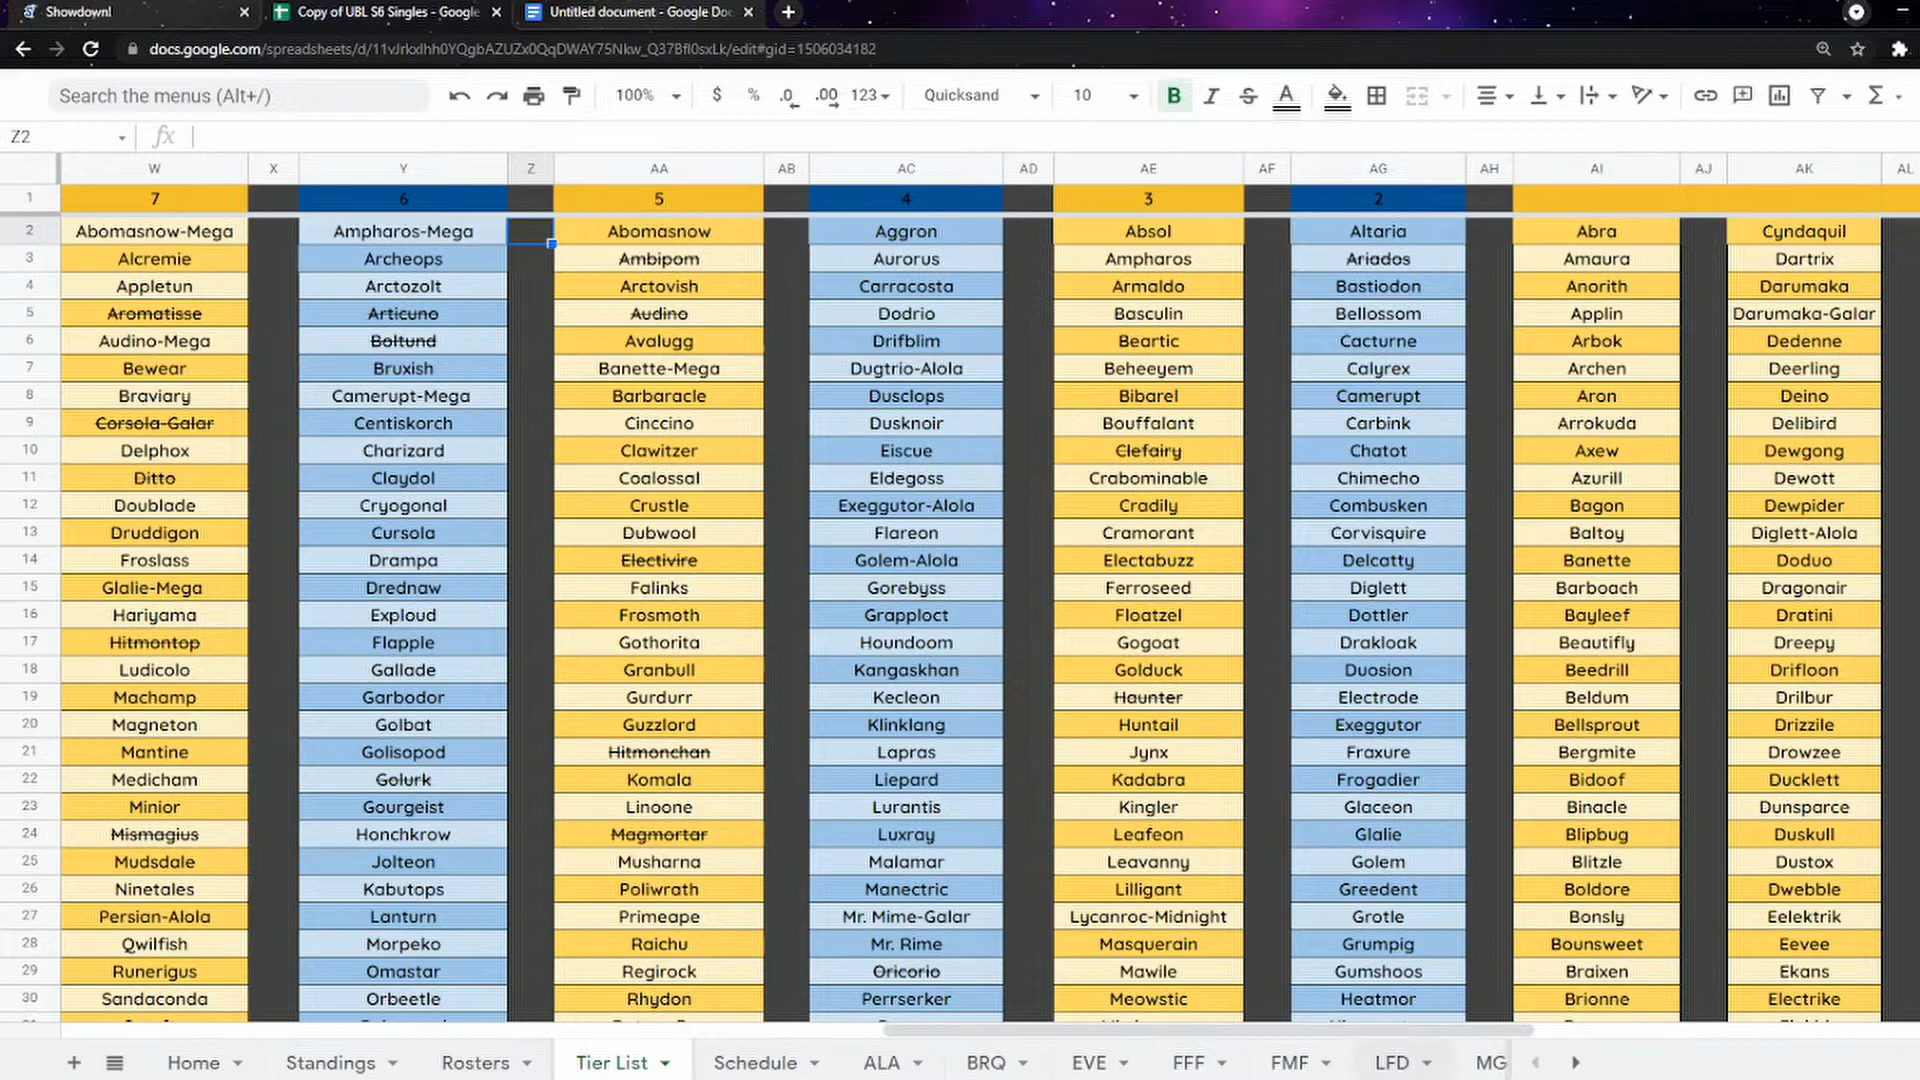 Showdown!
Copy of UBL S6 Singles - Google
Untitled document - Google Doc
docs.google.com/spreadsheets/d/11vJrkxlhh0YQgbAZUZx0QqDWAY75Nkw_Q37Bfl0sxLk/edit#gid=1506034182
Search the menus (Alt+/) 100% $ % .0 .00 123 Quicksand 10 B I S A Σ
Z2 fx
W X Y Z AA AB AC AD AE AF AG AH AI AJ AK AL
1 7 6 5 4 3 2
2 Abomasnow-Mega Ampharos-Mega Abomasnow Aggron Absol Altaria Abra Cyndaquil
3 Alcremie Archeops Ambipom Aurorus Ampharos Ariados Amaura Dartrix
4 Appletun Arctozolt Arctovish Carracosta Armaldo Bastiodon Anorith Darumaka
5 Aromatisse Articuno Audino Dodrio Basculin Bellossom Applin Darumaka-Galar
6 Audino-Mega Boltund Avalugg Drifblim Beartic Cacturne Arbok Dedenne
7 Bewear Bruxish Banette-Mega Dugtrio-Alola Beheeyem Calyrex Archen Deerling
8 Braviary Camerupt-Mega Barbaracle Dusclops Bibarel Camerupt Aron Deino
9 Corsola-Galar Centiskorch Cinccino Dusknoir Bouffalant Carbink Arrokuda Delibird
10 Delphox Charizard Clawitzer Eiscue Clefairy Chatot Axew Dewgong
11 Ditto Claydol Coalossal Eldegoss Crabominable Chimecho Azurill Dewott
12 Doublade Cryogonal Crustle Exeggutor-Alola Cradily Combusken Bagon Dewpider
13 Druddigon Cursola Dubwool Flareon Cramorant Corvisquire Baltoy Diglett-Alola
14 Froslass Drampa Electivire Golem-Alola Electabuzz Delcatty Banette Doduo
15 Glalie-Mega Drednaw Falinks Gorebyss Ferroseed Diglett Barboach Dragonair
16 Hariyama Exploud Frosmoth Grapploct Floatzel Dottler Bayleef Dratini
17 Hitmontop Flapple Gothorita Houndoom Gogoat Drakloak Beautifly Dreepy
18 Ludicolo Gallade Granbull Kangaskhan Golduck Duosion Beedrill Drifloon
19 Machamp Garbodor Gurdurr Kecleon Haunter Electrode Beldum Drilbur
20 Magneton Golbat Guzzlord Klinklang Huntail Exeggutor Bellsprout Drizzile
21 Mantine Golisopod Hitmonchan Lapras Jynx Fraxure Bergmite Drowzee
22 Medicham Golurk Komala Liepard Kadabra Frogadier Bidoof Ducklett
23 Minior Gourgeist Linoone Lurantis Kingler Glaceon Binacle Dunsparce
24 Mismagius Honchkrow Magmortar Luxray Leafeon Glalie Blipbug Duskull
25 Mudsdale Jolteon Musharna Malamar Leavanny Golem Blitzle Dustox
26 Ninetales Kabutops Poliwrath Manectric Lilligant Greedent Boldore Dwebble
27 Persian-Alola Lanturn Primeape Mr. Mime-Galar Lycanroc-Midnight Grotle Bonsly Eelektrik
28 Qwilfish Morpeko Raichu Mr. Rime Masquerain Grumpig Bounsweet Eevee
29 Runerigus Omastar Regirock Oricorio Mawile Gumshoos Braixen Ekans
30 Sandaconda Orbeetle Rhydon Perrserker Meowstic Heatmor Brionne Electrike
Home Standings Rosters Tier List Schedule ALA BRQ EVE FFF FMF LFD MG